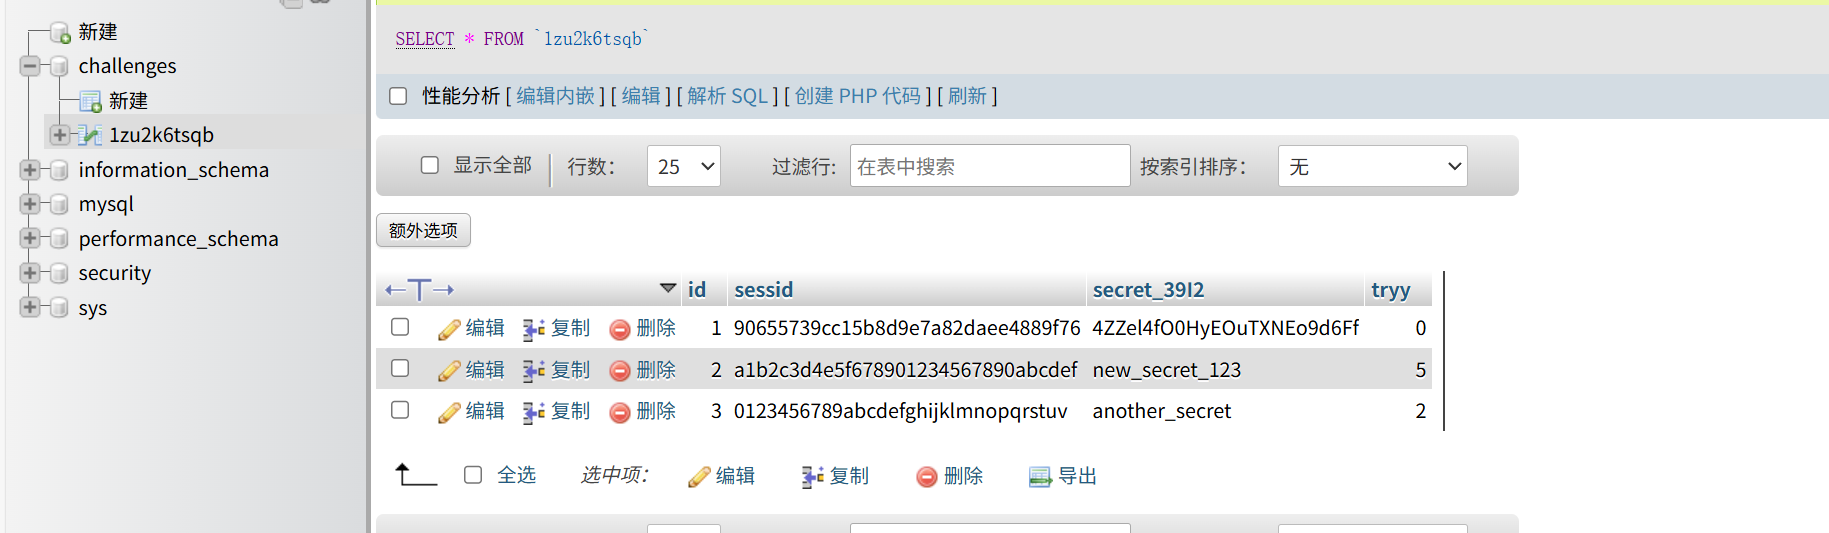 新建
challenges
新建
1zu2k6tsqb
information_schema
mysql
performance_schema
security
sys
SELECT * FROM `1zu2k6tsqb`
性能分析 [ 编辑内嵌 ] [ 编辑 ] [ 解析 SQL ] [ 创建 PHP 代码 ] [ 刷新 ]
显示全部 行数： 25 过滤行: 在表中搜索 按索引排序： 无
额外选项
←T→ id sessid secret_39I2 tryy
编辑 复制 删除 1 90655739cc15b8d9e7a82daee4889f76 4ZZel4fO0HyEOuTXNEo9d6Ff 0
编辑 复制 删除 2 a1b2c3d4e5f678901234567890abcdef new_secret_123 5
编辑 复制 删除 3 0123456789abcdefghijklmnopqrstuv another_secret 2
全选 选中项： 编辑 复制 删除 导出